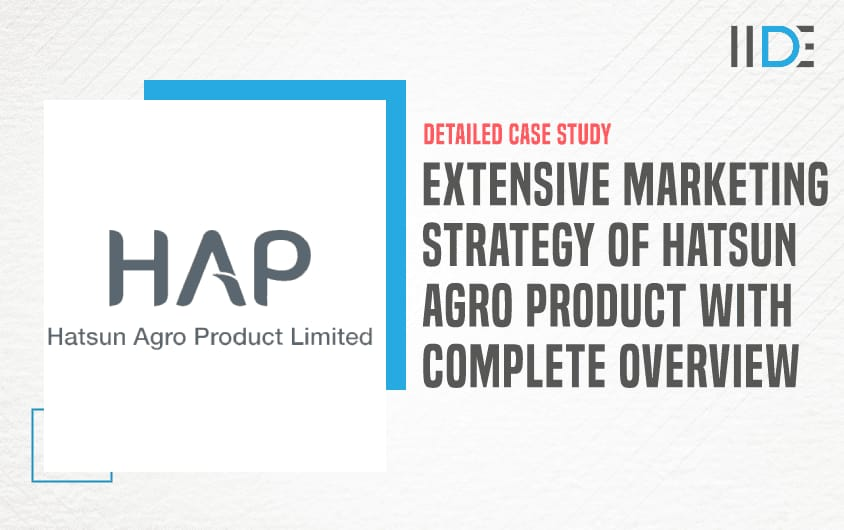 IIDE
HAP
Hatsun Agro Product Limited
DETAILED CASE STUDY
EXTENSIVE MARKETING
STRATEGY OF HATSUN
AGRO PRODUCT WITH
COMPLETE OVERVIEW